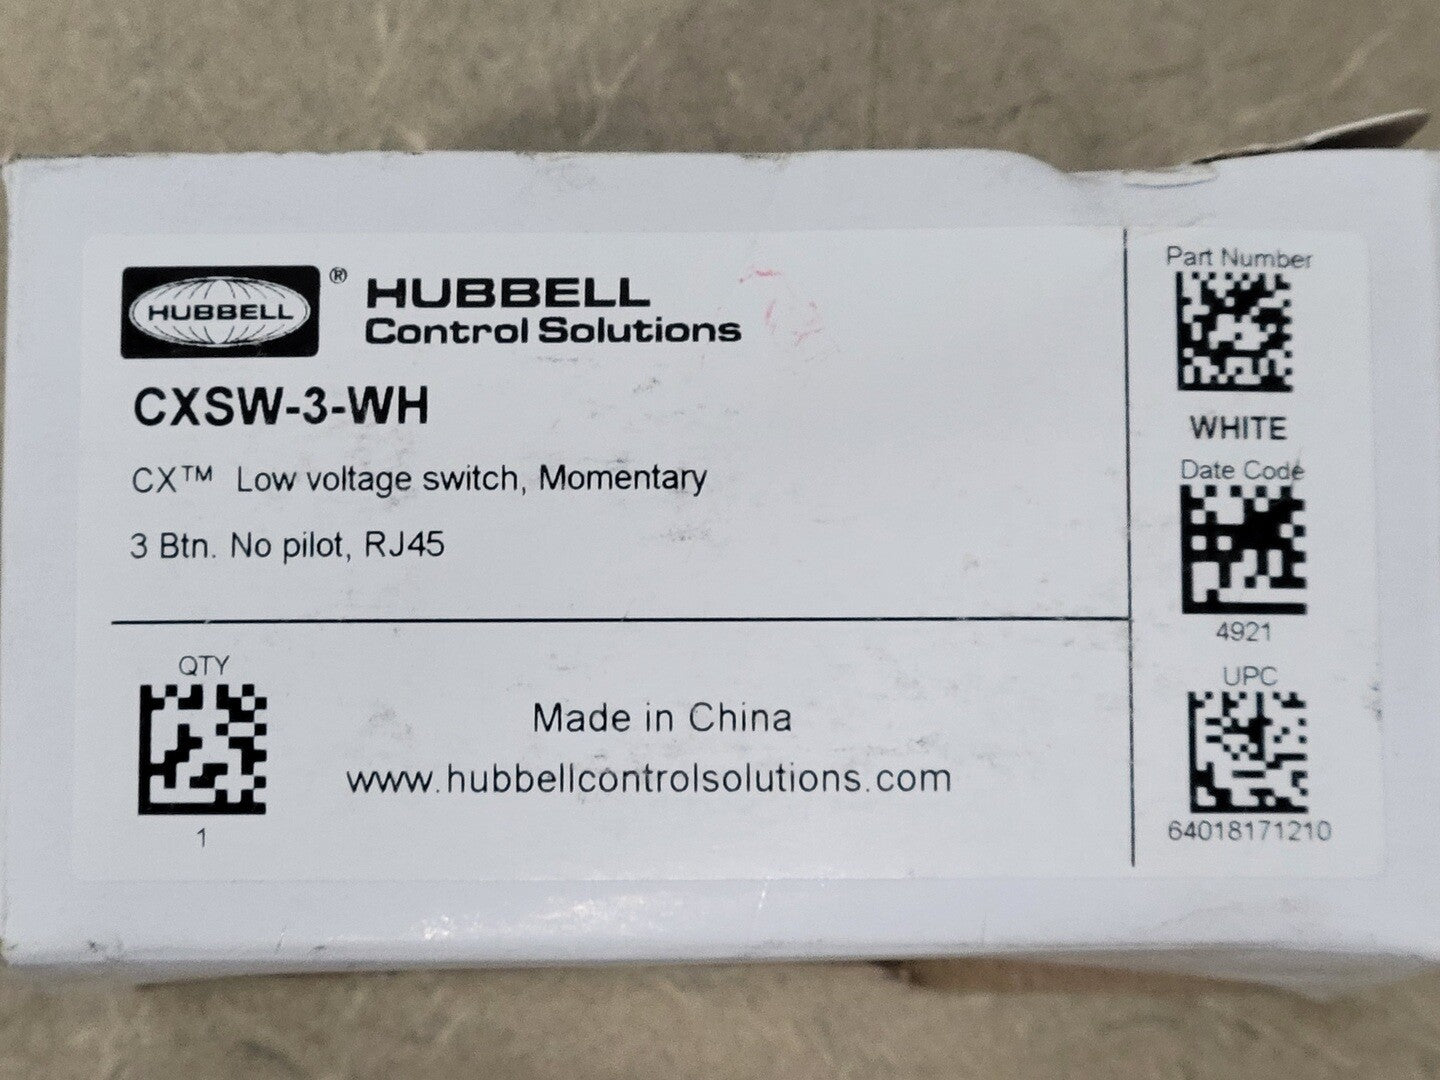 HUBBELL ® HUBBELL
Control Solutions
CXSW-3-WH
CX™ Low voltage switch, Momentary
3 Btn. No pilot, RJ45
QTY
1
Made in China
www.hubbellcontrolsolutions.com
Part Number
WHITE
Date Code
4921
UPC
64018171210